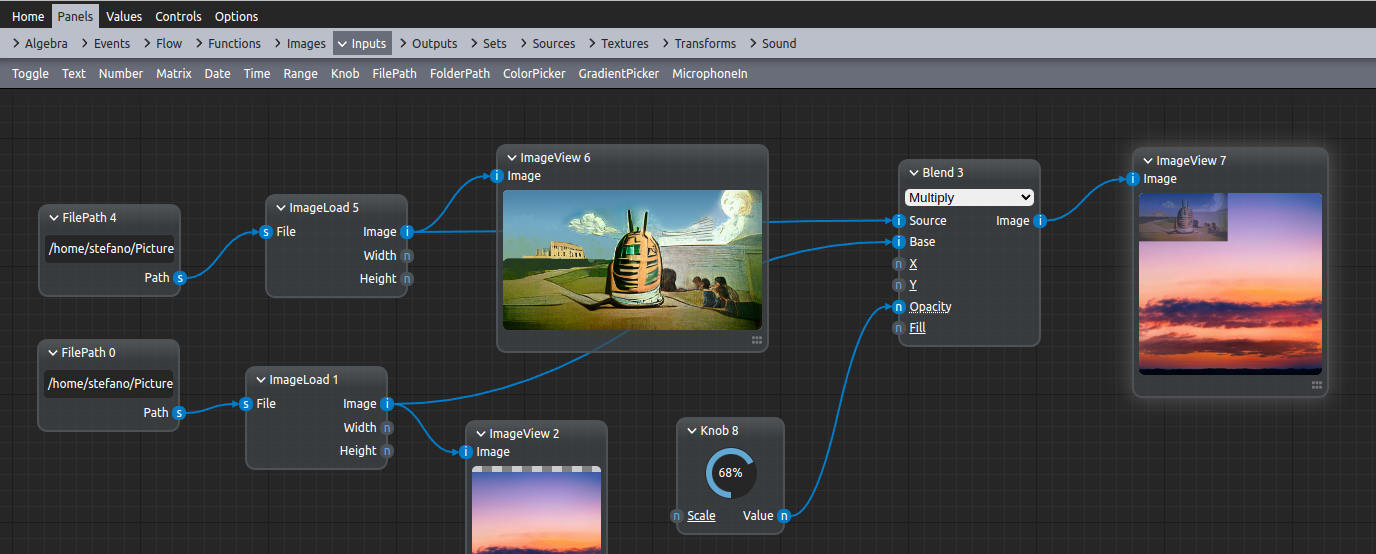 Home Panels Values Controls Options
Algebra Events Flow Functions Images Inputs Outputs Sets Sources Textures Transforms Sound
Toggle Text Number Matrix Date Time Range Knob FilePath FolderPath ColorPicker GradientPicker MicrophoneIn
FilePath 4
/home/stefano/Picture
Path s
ImageLoad 5
s File Image i
Width n
Height n
ImageView 6
i Image
Blend 3
Multiply
i Source Image i
i Base
n X
n Y
n Opacity
n Fill
ImageView 7
i Image
FilePath 0
/home/stefano/Picture
Path s
ImageLoad 1
s File Image i
Width n
Height n
ImageView 2
i Image
Knob 8
68%
n Scale Value n